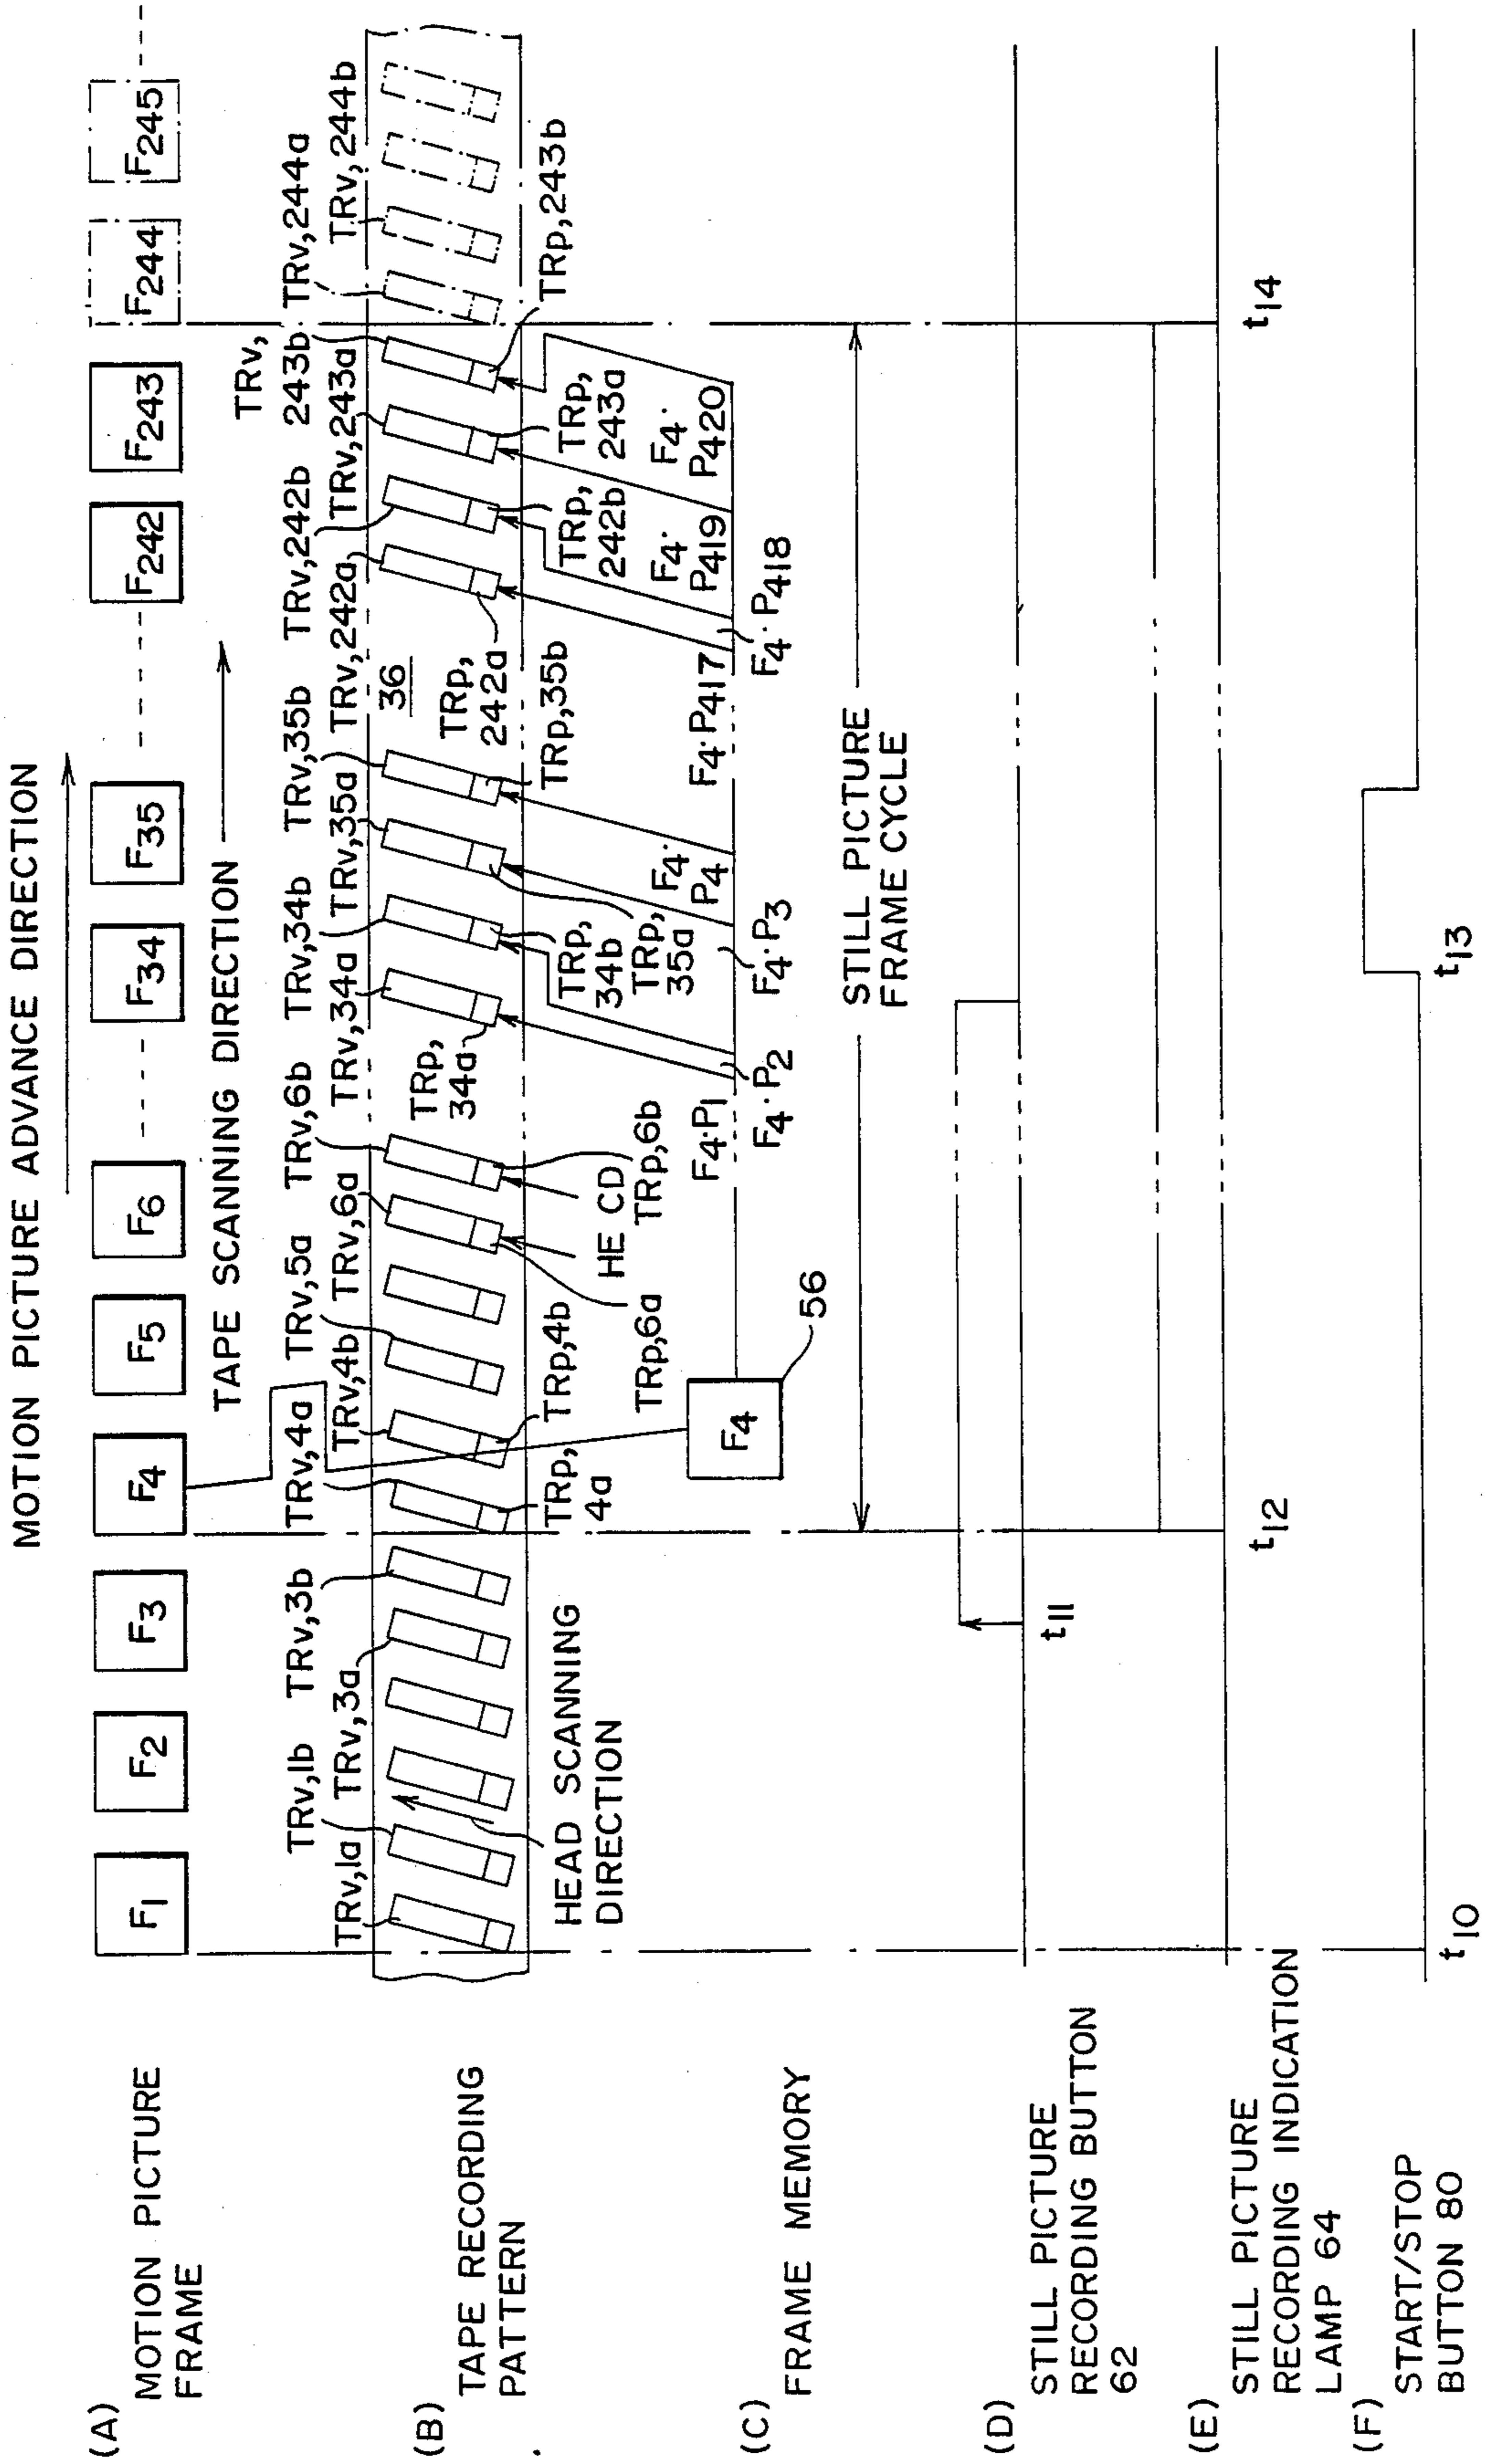 MOTION PICTURE ADVANCE DIRECTION
(A) MOTION PICTURE
FRAME
F1
F2
F3
F4
F5
F6
F34
F35
F242
F243
F244
F245
TAPE SCANNING DIRECTION
(B) TAPE RECORDING
PATTERN
TRv,1a
TRv,1b
TRv,3a
TRv,3b
TRv,4a
TRv,4b
TRv,5a
TRv,6a
TRv,6b
TRv,34a
TRv,34b
TRv,35a
TRv,35b
TRv,242a
TRv,242b
TRv,243a
TRv,
243b
TRv,244a
TRv,244b
36
HEAD SCANNING
DIRECTION
TRp,
4a
TRp,4b
TRp,6a
HE CD
TRp,6b
TRp,
34a
TRp,
34b
TRp,
35a
TRp,35b
TRp,
242a
TRp,
242b
TRp,
243a
TRp,243b
(C) FRAME MEMORY
F4
56
F4·P1
F4·P2
F4·P3
F4·
P4
F4·P417
F4·P418
F4·
P419
F4·
P420
STILL PICTURE
FRAME CYCLE
(D) STILL PICTURE
RECORDING BUTTON
62
t11
(E) STILL PICTURE
RECORDING INDICATION
LAMP 64
t12
t14
(F) START/STOP
BUTTON 80
t10
t13